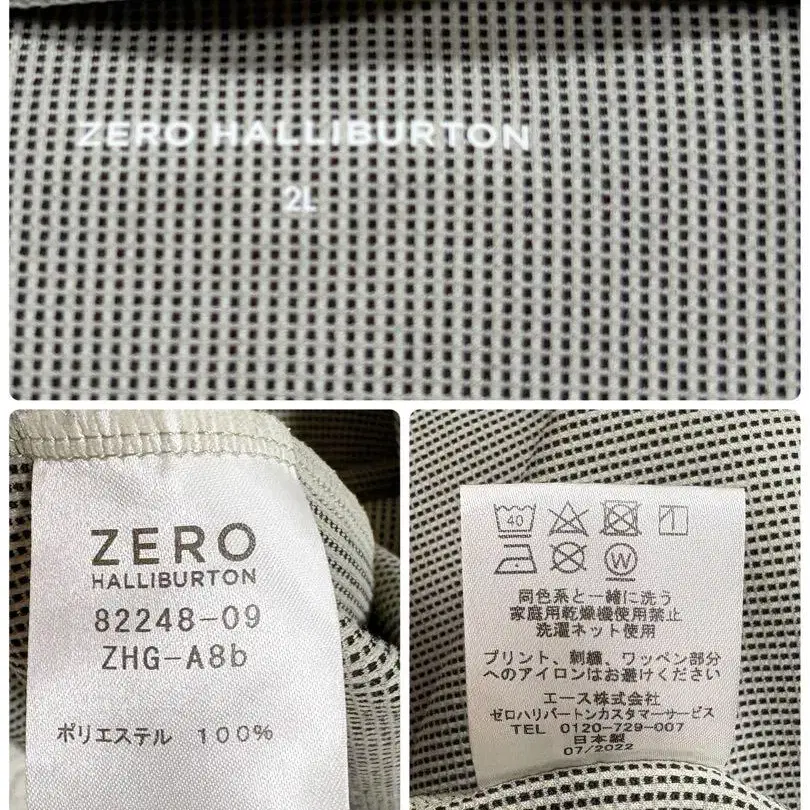 ZERO HALLIBURTON
2L
ZERO
HALLIBURTON
82248-09
ZHG-A8b
ポリエステル 100%
40
W
同色系と一緒に洗う
家庭用乾燥機使用禁止
洗濯ネット使用
プリント、刺繍、ワッペン部分
へのアイロンはお避けください
エース株式会社
ゼロハリバートンカスタマーサービス
TEL 0120-729-007
日本製
07/2022